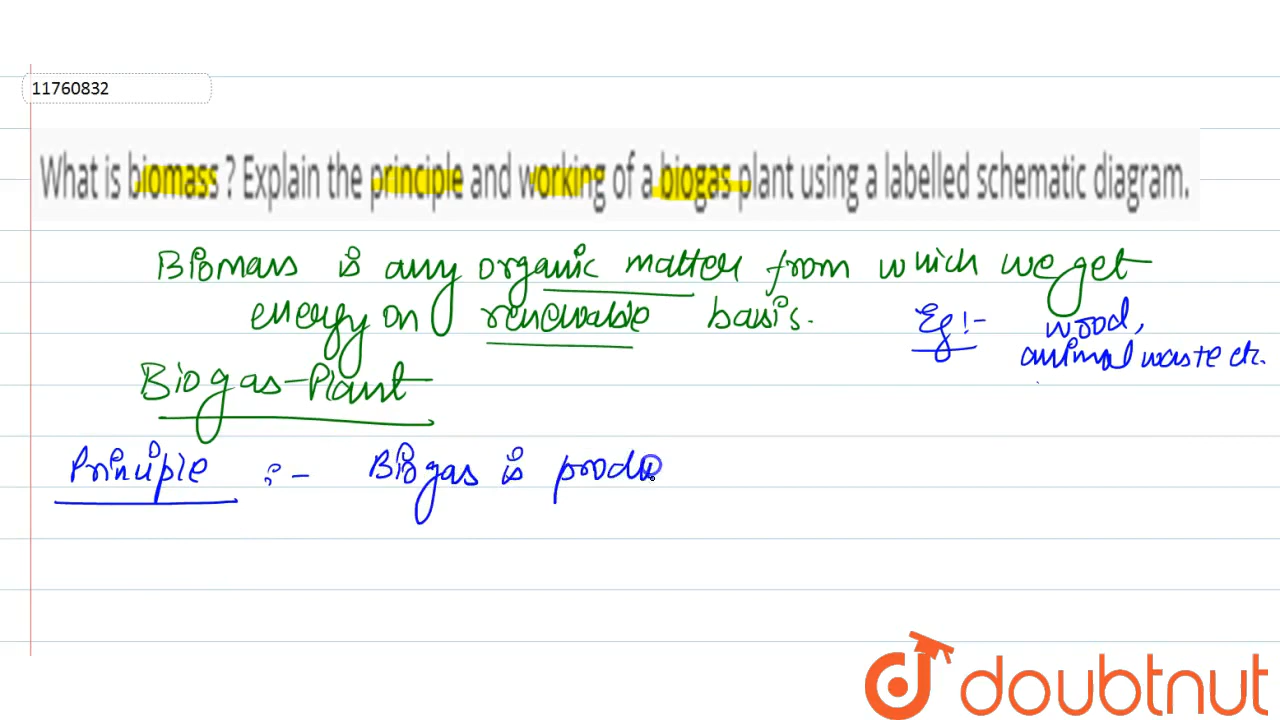 11760832
What is biomass ? Explain the principle and working of a biogas plant using a labelled schematic diagram.
Biomass is any organic matter from which we get
energy on renewable basis.
Eg :- wood,
animal waste etc.
Biogas-Plant
Principle :- Biogas is produ
doubtnut